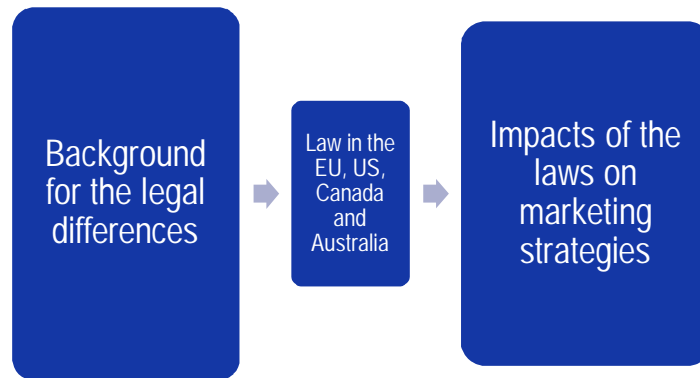 Background
for the legal
differences
Law in the
EU, US,
Canada
and
Australia
Impacts of the
laws on
marketing
strategies